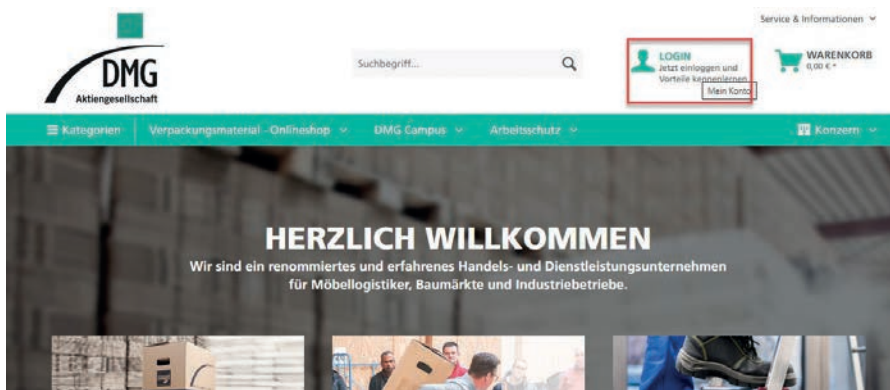 Service & Informationen
DMG
Aktiengesellschaft
Suchbegriff...
LOGIN
Jetzt einloggen und
Vorteile kennenlernen
Mein Konto
WARENKORB
0,00 € *
Kategorien
Verpackungsmaterial - Onlineshop
DMG Campus
Arbeitsschutz
Konzern
HERZLICH WILLKOMMEN
Wir sind ein renommiertes und erfahrenes Handels- und Dienstleistungsunternehmen
für Möbellogistiker, Baumärkte und Industriebetriebe.